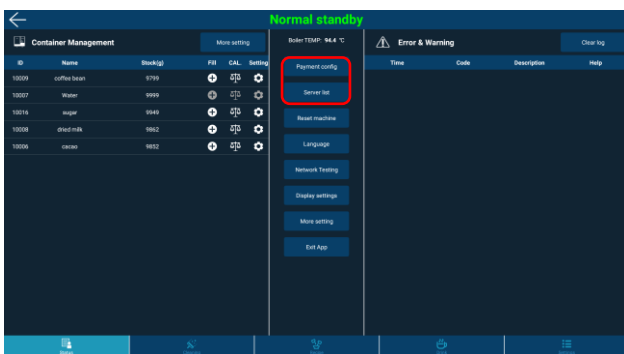 Normal standby
Container Management
More setting
ID Name Stock(g) Fill CAL. Setting
10009 coffee bean 9799
10007 Water 9999
10016 sugar 9949
10008 dried milk 9862
10006 cacao 9852
Boiler TEMP: 94.4 ℃
Payment config
Server list
Reset machine
Language
Network Testing
Display settings
More setting
Exit App
Error & Warning
Clear log
Time Code Description Help